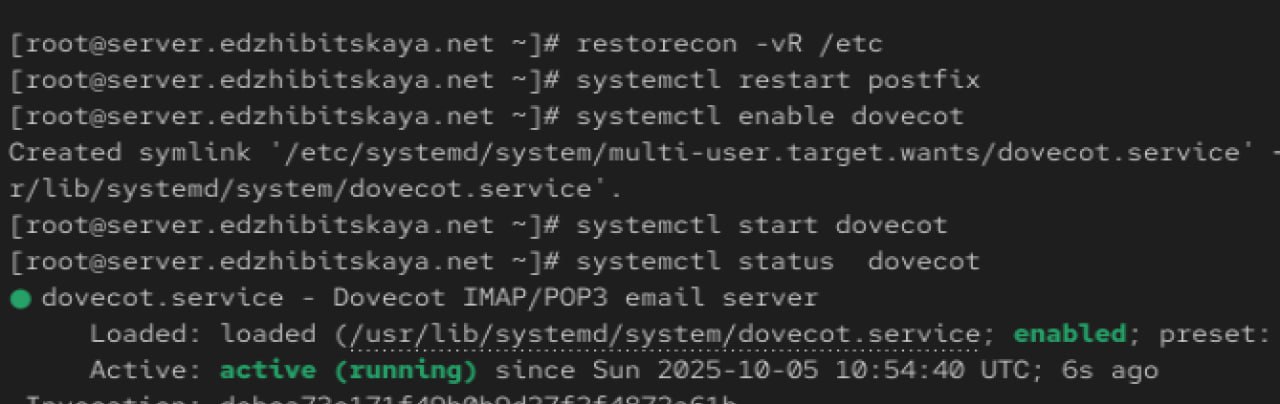 [root@server.edzhibitskaya.net ~]# restorecon -vR /etc
[root@server.edzhibitskaya.net ~]# systemctl restart postfix
[root@server.edzhibitskaya.net ~]# systemctl enable dovecot
Created symlink '/etc/systemd/system/multi-user.target.wants/dovecot.service' -
r/lib/systemd/system/dovecot.service'.
[root@server.edzhibitskaya.net ~]# systemctl start dovecot
[root@server.edzhibitskaya.net ~]# systemctl status  dovecot
● dovecot.service - Dovecot IMAP/POP3 email server
Loaded: loaded (/usr/lib/systemd/system/dovecot.service; enabled; preset:
Active: active (running) since Sun 2025-10-05 10:54:40 UTC; 6s ago
Invocation: